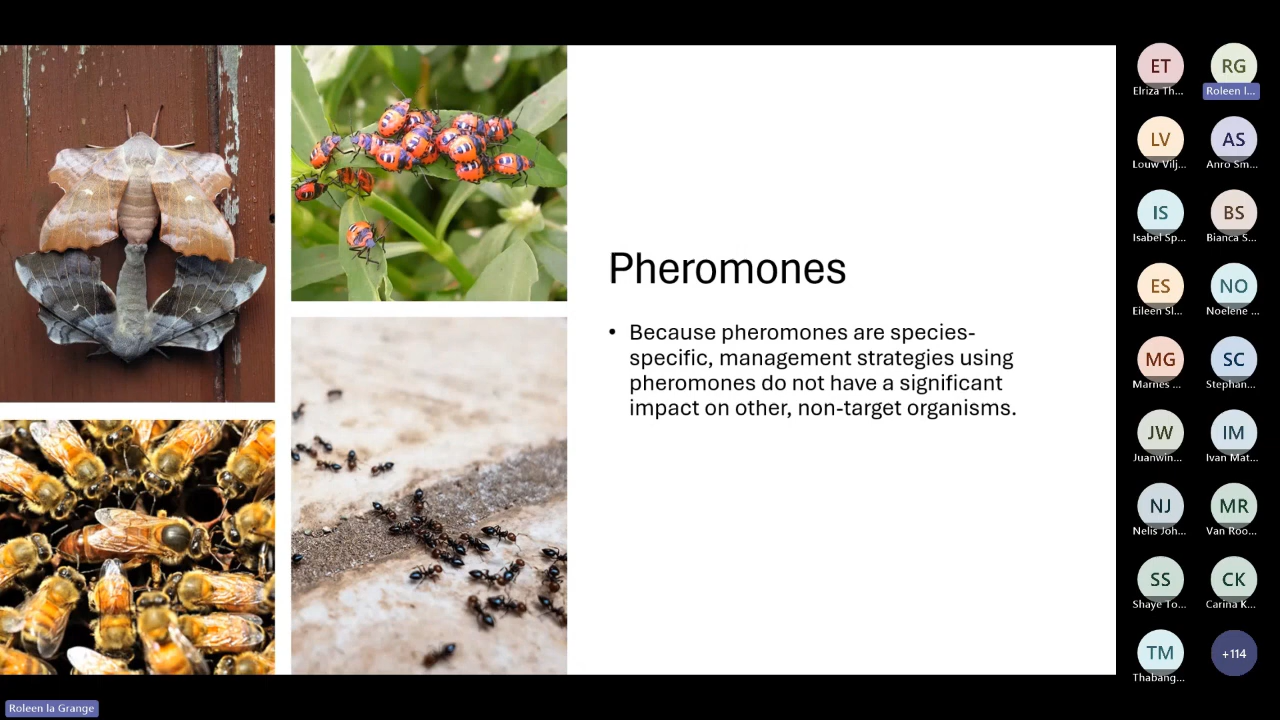 Pheromones
• Because pheromones are species-
specific, management strategies using
pheromones do not have a significant
impact on other, non-target organisms.
ET
Elriza Th...
RG
Roleen l...
LV
Louw Vilj...
AS
Anro Sm...
IS
Isabel Sp...
BS
Bianca S...
ES
Eileen Sl...
NO
Noelene ...
MG
Marnes ...
SC
Stephan...
JW
Juanwin...
IM
Ivan Mat...
NJ
Nelis Joh...
MR
Van Roo...
SS
Shaye To...
CK
Carina K...
TM
Thabang...
+114
Roleen la Grange